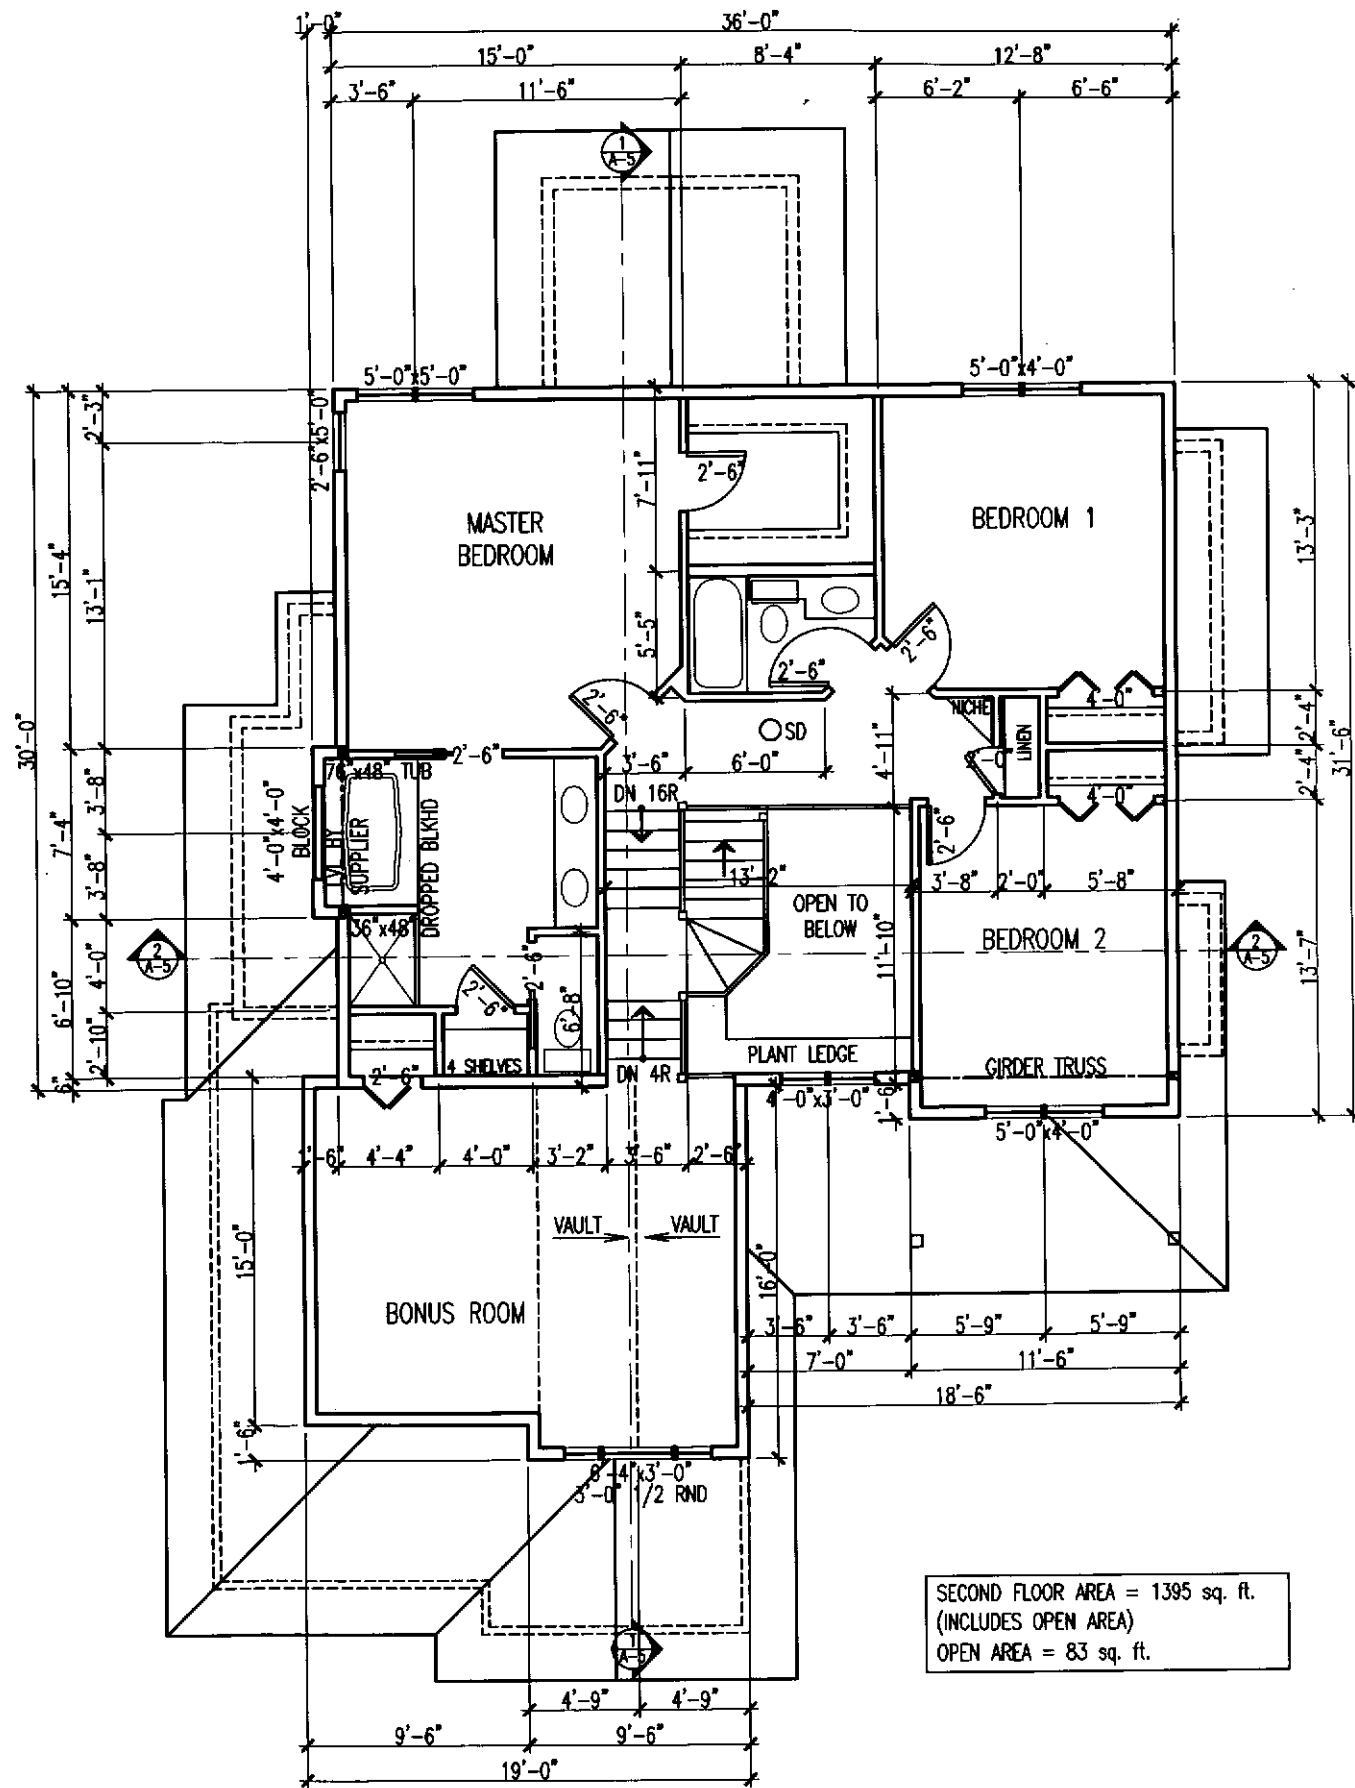 1'-0"
36'-0"
15'-0"
8'-4"
12'-8"
3'-6"
11'-6"
6'-2"
6'-6"
1
A-5
5'-0"x5'-0"
5'-0"x4'-0"
2'-3"
2'-6"x5'-0"
7'-11"
2'-6"
MASTER
BEDROOM
BEDROOM 1
13'-3"
15'-4"
13'-1"
5'-5"
2'-6"
2'-6"
2'-6"
4'-0"
NICHE
LINEN
SD
2'-4"
30'-0"
31'-6"
2'-6"
76"x48" TUB
3'-6"
6'-0"
4'-11"
2'-0"
2'-4"
4'-0"
DN 16R
3'-8"
4'-0"x4'-0"
BLOCK
LVL BY
SUPPLIER
DROPPED BLKHD
7'-4"
3'-8"
2'-6"
13'-2"
3'-8"
2'-0"
5'-8"
OPEN TO
BELOW
36"x48"
BEDROOM 2
2
A-5
2
A-5
4'-0"
2'-6"
11'-10"
13'-7"
6'-10"
2'-6"
6'-8"
2'-10"
PLANT LEDGE
GIRDER TRUSS
4 SHELVES
2'-6"
DN 4R
6"
4'-0"x3'-0"
1'-6"
5'-0"x4'-0"
1'-6"
4'-4"
4'-0"
3'-2"
3'-6"
2'-6"
VAULT
VAULT
15'-0"
16'-0"
BONUS ROOM
3'-6"
3'-6"
5'-9"
5'-9"
7'-0"
11'-6"
18'-6"
1'-6"
6'-4"x3'-0"
3'-0" 1/2 RND
SECOND FLOOR AREA = 1395 sq. ft.
(INCLUDES OPEN AREA)
OPEN AREA = 83 sq. ft.
1
A-5
4'-9"
4'-9"
9'-6"
9'-6"
19'-0"